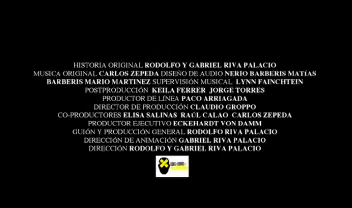 HISTORIA ORIGINAL RODOLFO Y GABRIEL RIVA PALACIO
MUSICA ORIGINAL CARLOS ZEPEDA DISEÑO DE AUDIO NERIO BARBERIS MATÍAS
BARBERIS MARIO MARTINEZ SUPERVISIÓN MUSICAL LYNN FAINCHTEIN
POSTPRODUCCIÓN KEILA FERRER JORGE TORRES
PRODUCTOR DE LÍNEA PACO ARRIAGADA
DIRECTOR DE PRODUCCIÓN CLAUDIO GROPPO
CO-PRODUCTORES ELISA SALINAS RAÚL CALAO CARLOS ZEPEDA
PRODUCTOR EJECUTIVO ECKEHARDT VON DAMM
GUIÓN Y PRODUCCIÓN GENERAL RODOLFO RIVA PALACIO
DIRECCIÓN DE ANIMACIÓN GABRIEL RIVA PALACIO
DIRECCIÓN RODOLFO Y GABRIEL RIVA PALACIO